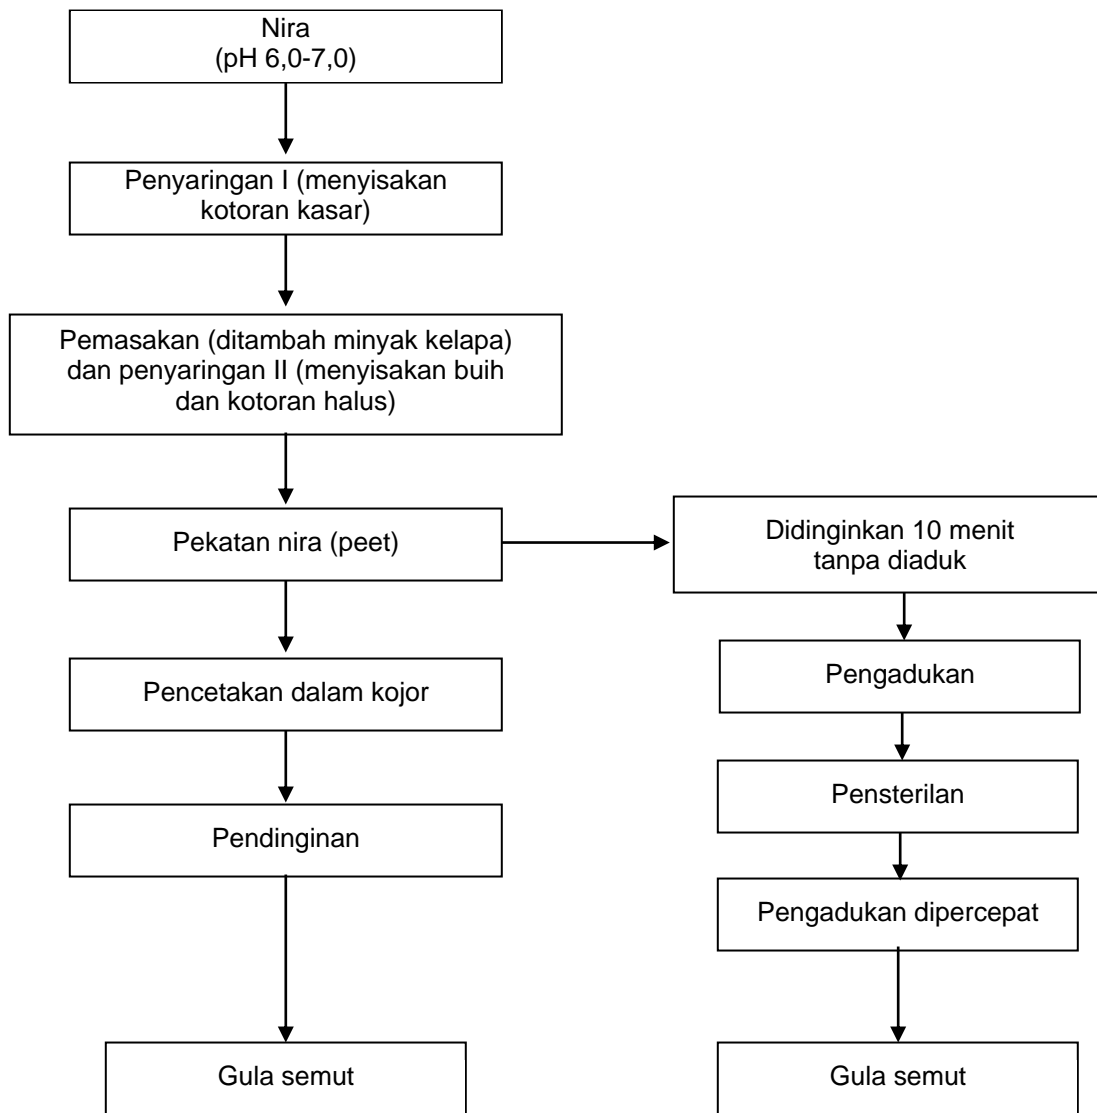 Nira
(pH 6,0-7,0)
Penyaringan I (menyisakan
kotoran kasar)
Pemasakan (ditambah minyak kelapa)
dan penyaringan II (menyisakan buih
dan kotoran halus)
Pekatan nira (peet)
Pencetakan dalam kojor
Pendinginan
Gula semut
Didinginkan 10 menit
tanpa diaduk
Pengadukan
Pensterilan
Pengadukan dipercepat
Gula semut